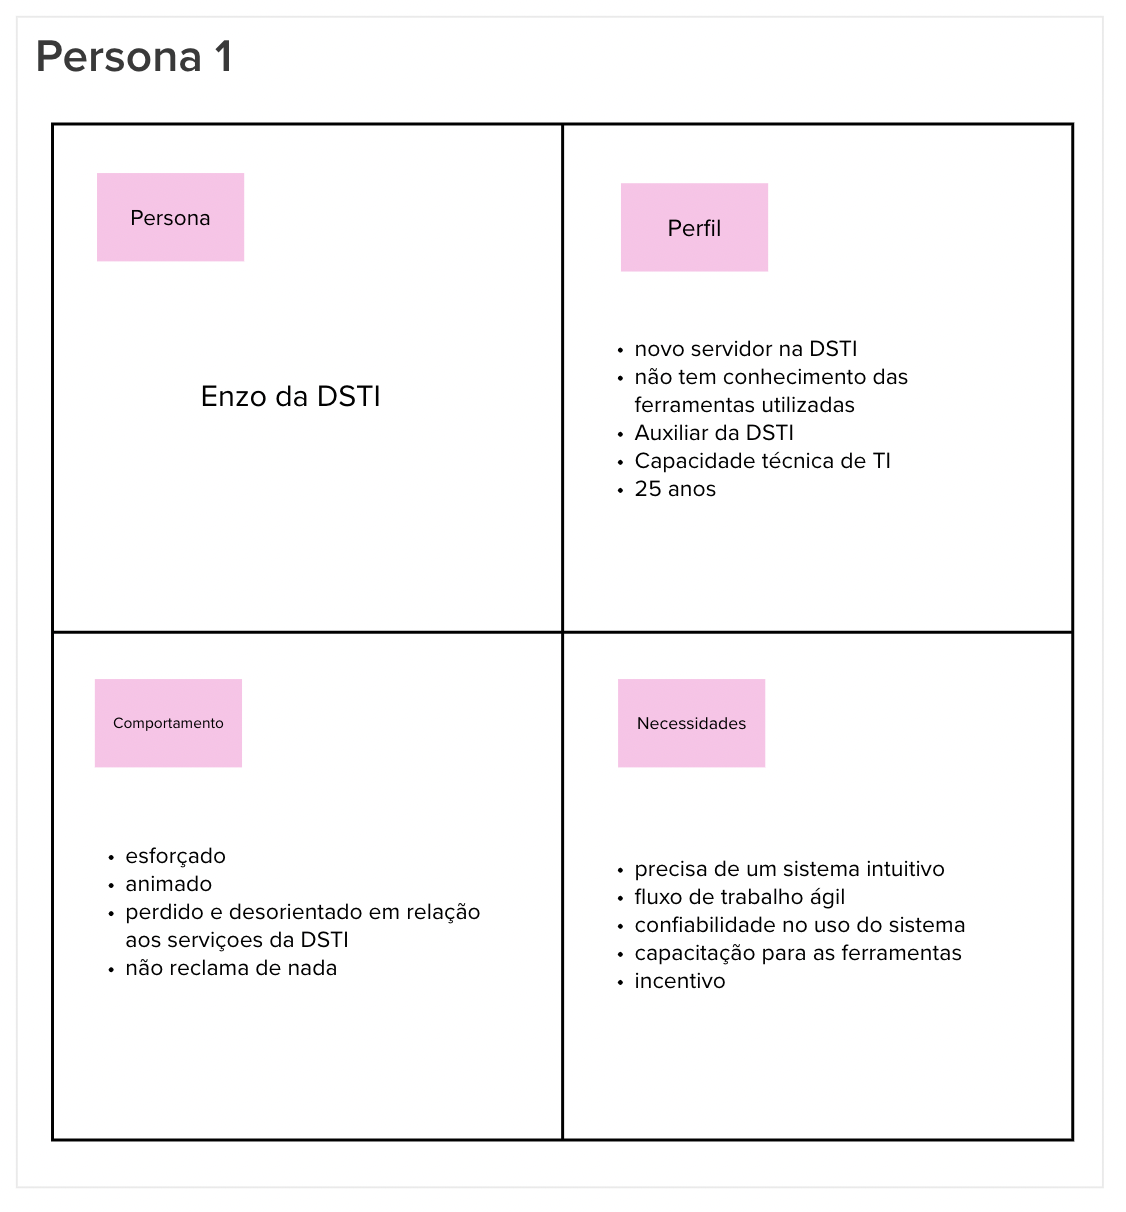 Persona 1
Persona
Enzo da DSTI
Perfil
• novo servidor na DSTI
• não tem conhecimento das
ferramentas utilizadas
• Auxiliar da DSTI
• Capacidade técnica de TI
• 25 anos
Comportamento
• esforçado
• animado
• perdido e desorientado em relação
aos serviçoes da DSTI
• não reclama de nada
Necessidades
• precisa de um sistema intuitivo
• fluxo de trabalho ágil
• confiabilidade no uso do sistema
• capacitação para as ferramentas
• incentivo